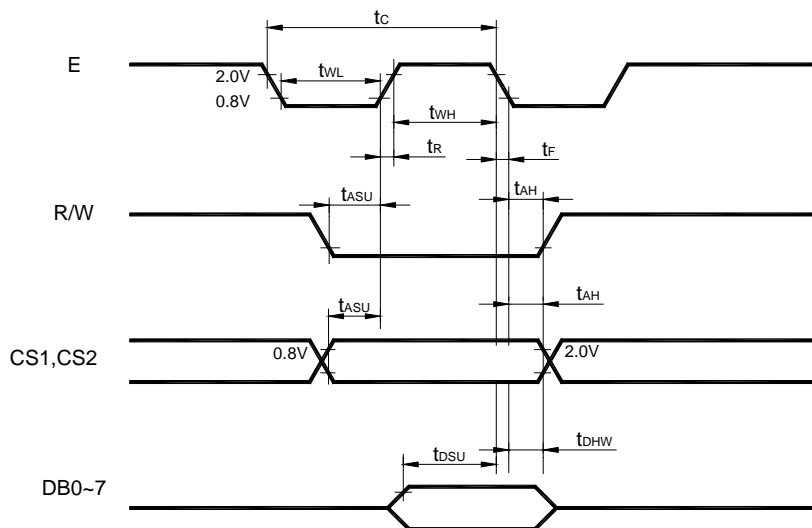 tC
E
tWL
2.0V
0.8V
tWH
tR
tF
tASU
tAH
R/W
tASU
tAH
0.8V
2.0V
CS1,CS2
tDSU
tDHW
DB0~7